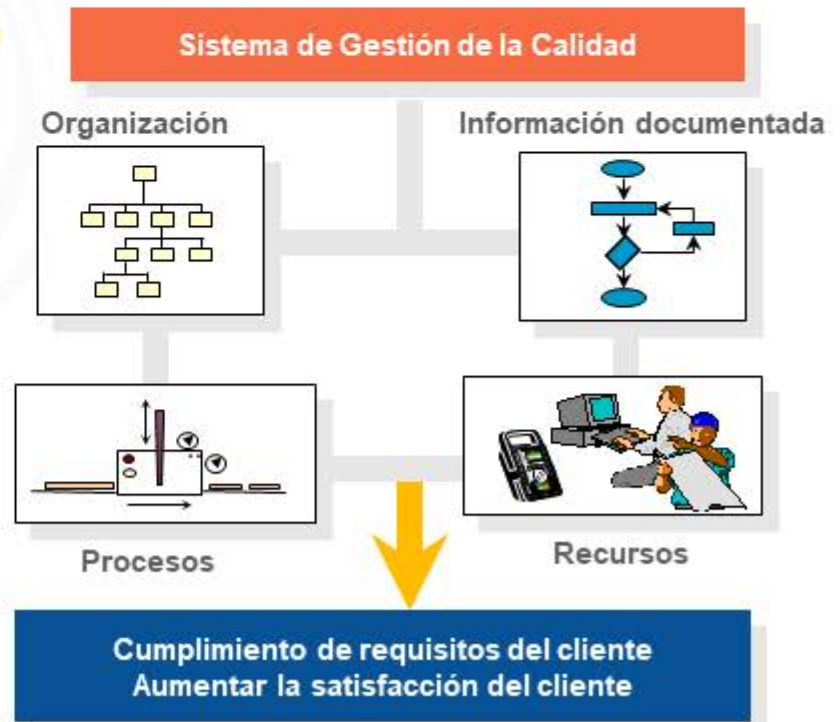 Sistema de Gestión de la Calidad
Organización
Información documentada
Procesos
Recursos
Cumplimiento de requisitos del cliente
Aumentar la satisfacción del cliente